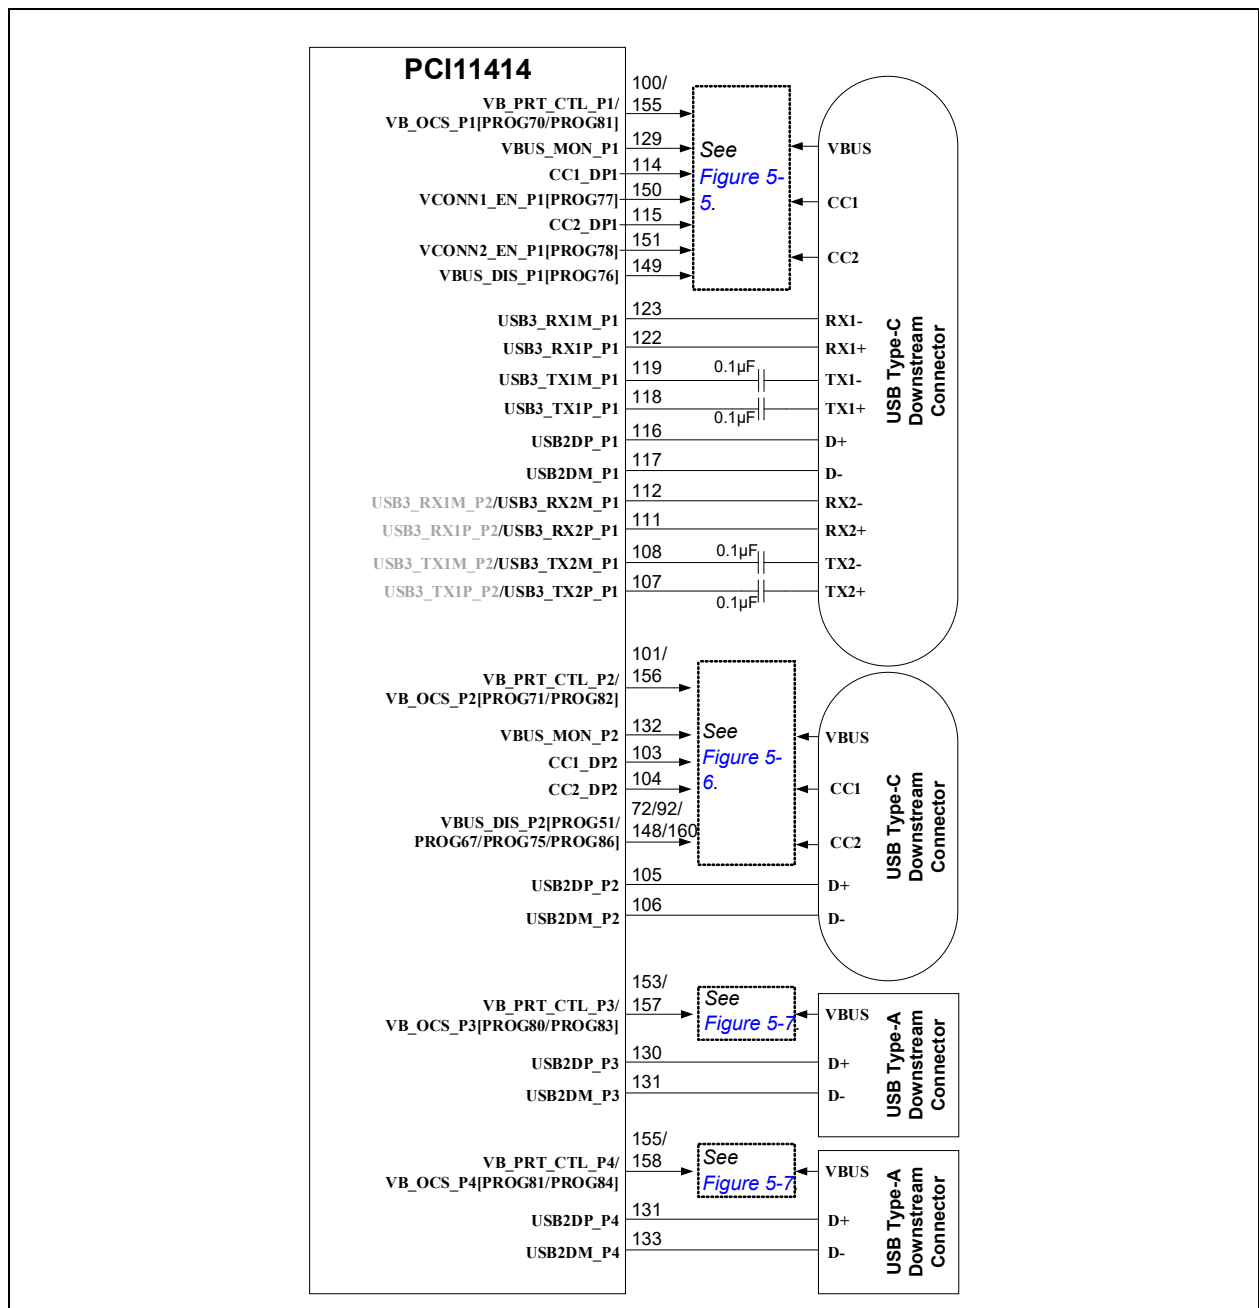 PCI11414
100/
VB_PRT_CTL_P1/
155
VB_OCS_P1[PROG70/PROG81]
VBUS_MON_P1
129
See
VBUS
CC1_DP1
114
Figure 5-
VCONN1_EN_P1[PROG77]
150
5.
CC1
CC2_DP1
115
VCONN2_EN_P1[PROG78]
151
CC2
VBUS_DIS_P1[PROG76]
149
USB3_RX1M_P1
123
RX1-
USB3_RX1P_P1
122
RX1+
USB3_TX1M_P1
119
0.1µF
TX1-
USB3_TX1P_P1
118
0.1µF
TX1+
USB2DP_P1
116
D+
USB2DM_P1
117
D-
USB3_RX1M_P2/USB3_RX2M_P1
112
RX2-
USB3_RX1P_P2/USB3_RX2P_P1
111
RX2+
USB3_TX1M_P2/USB3_TX2M_P1
108
0.1µF
TX2-
USB3_TX1P_P2/USB3_TX2P_P1
107
0.1µF
TX2+
USB Type-C
Downstream
Connector
101/
VB_PRT_CTL_P2/
156
VB_OCS_P2[PROG71/PROG82]
VBUS_MON_P2
132
See
VBUS
CC1_DP2
103
Figure 5-
CC2_DP2
104
6.
CC1
72/92/
VBUS_DIS_P2[PROG51/
148/160
PROG67/PROG75/PROG86]
CC2
USB2DP_P2
105
D+
USB2DM_P2
106
D-
USB Type-C
Downstream
Connector
153/
VB_PRT_CTL_P3/
157
VB_OCS_P3[PROG80/PROG83]
See
Figure 5-7.
VBUS
USB2DP_P3
130
D+
USB2DM_P3
131
D-
USB Type-A
Downstream
Connector
155/
VB_PRT_CTL_P4/
158
VB_OCS_P4[PROG81/PROG84]
See
Figure 5-7.
VBUS
USB2DP_P4
131
D+
USB2DM_P4
133
D-
USB Type-A
Downstream
Connector